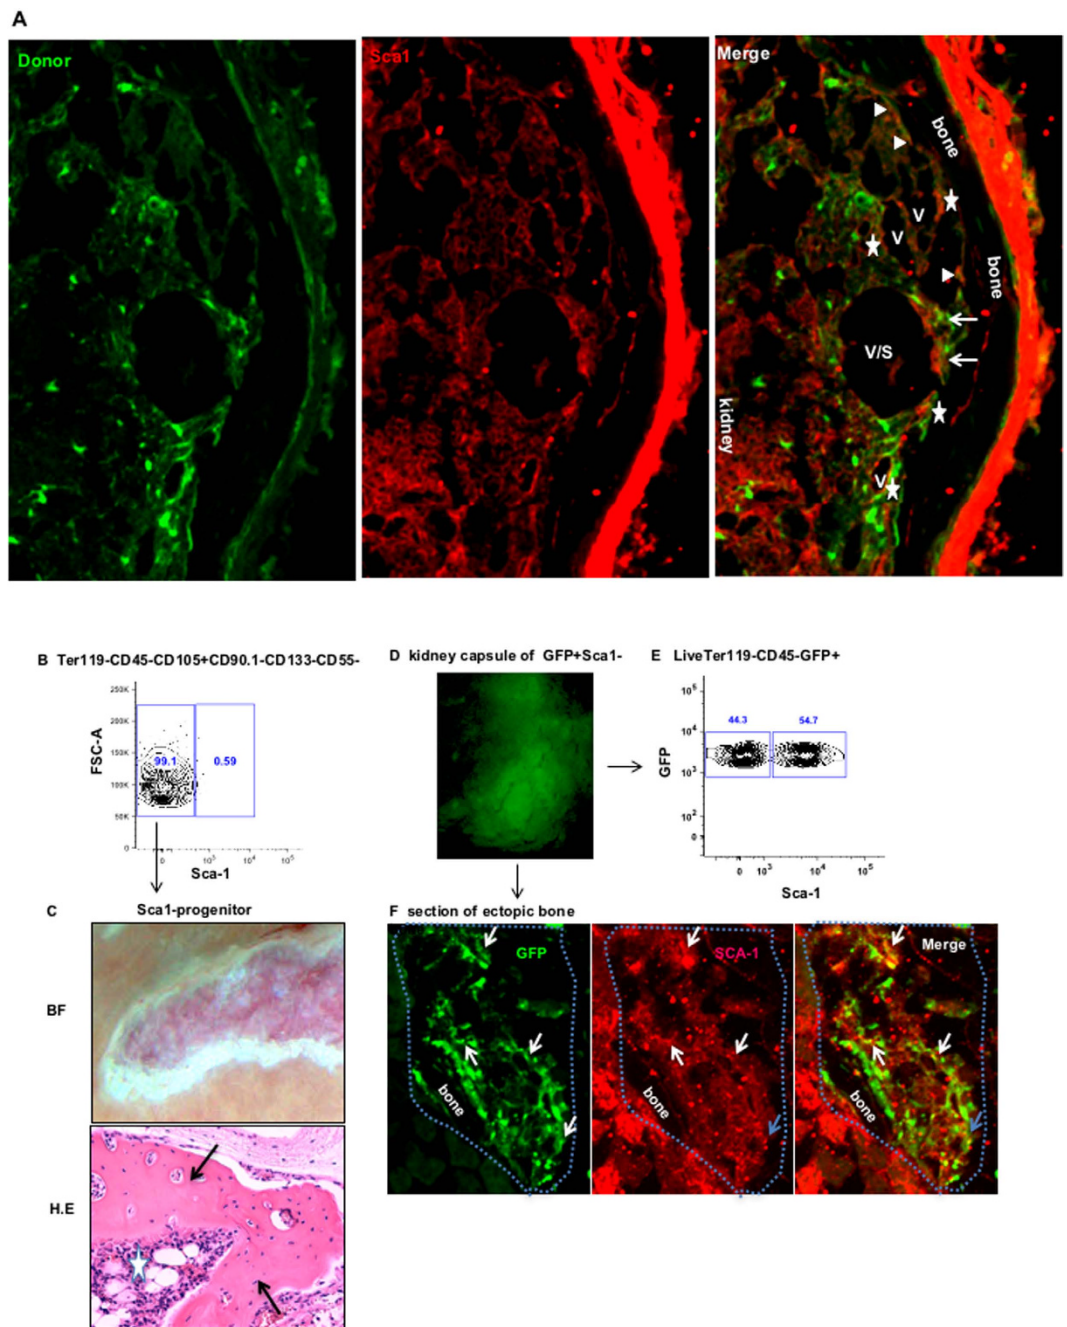 A
Donor
Sca1
Merge
bone
V
V
bone
V/S
kidney
V
B Ter119-CD45-CD105+CD90.1-CD133-CD55-
250K
200K
150K
100K
50K
0
FSC-A
99.1
0.59
0 10³ 10⁴ 10⁵
Sca-1
D kidney capsule of GFP+Sca1-
E LiveTer119-CD45-GFP+
10⁵
10⁴
10³
10²
0
GFP
44.3
54.7
0 10³ 10⁴ 10⁵
Sca-1
C Sca1-progenitor
BF
H.E
F section of ectopic bone
GFP
bone
SCA-1
bone
Merge
bone